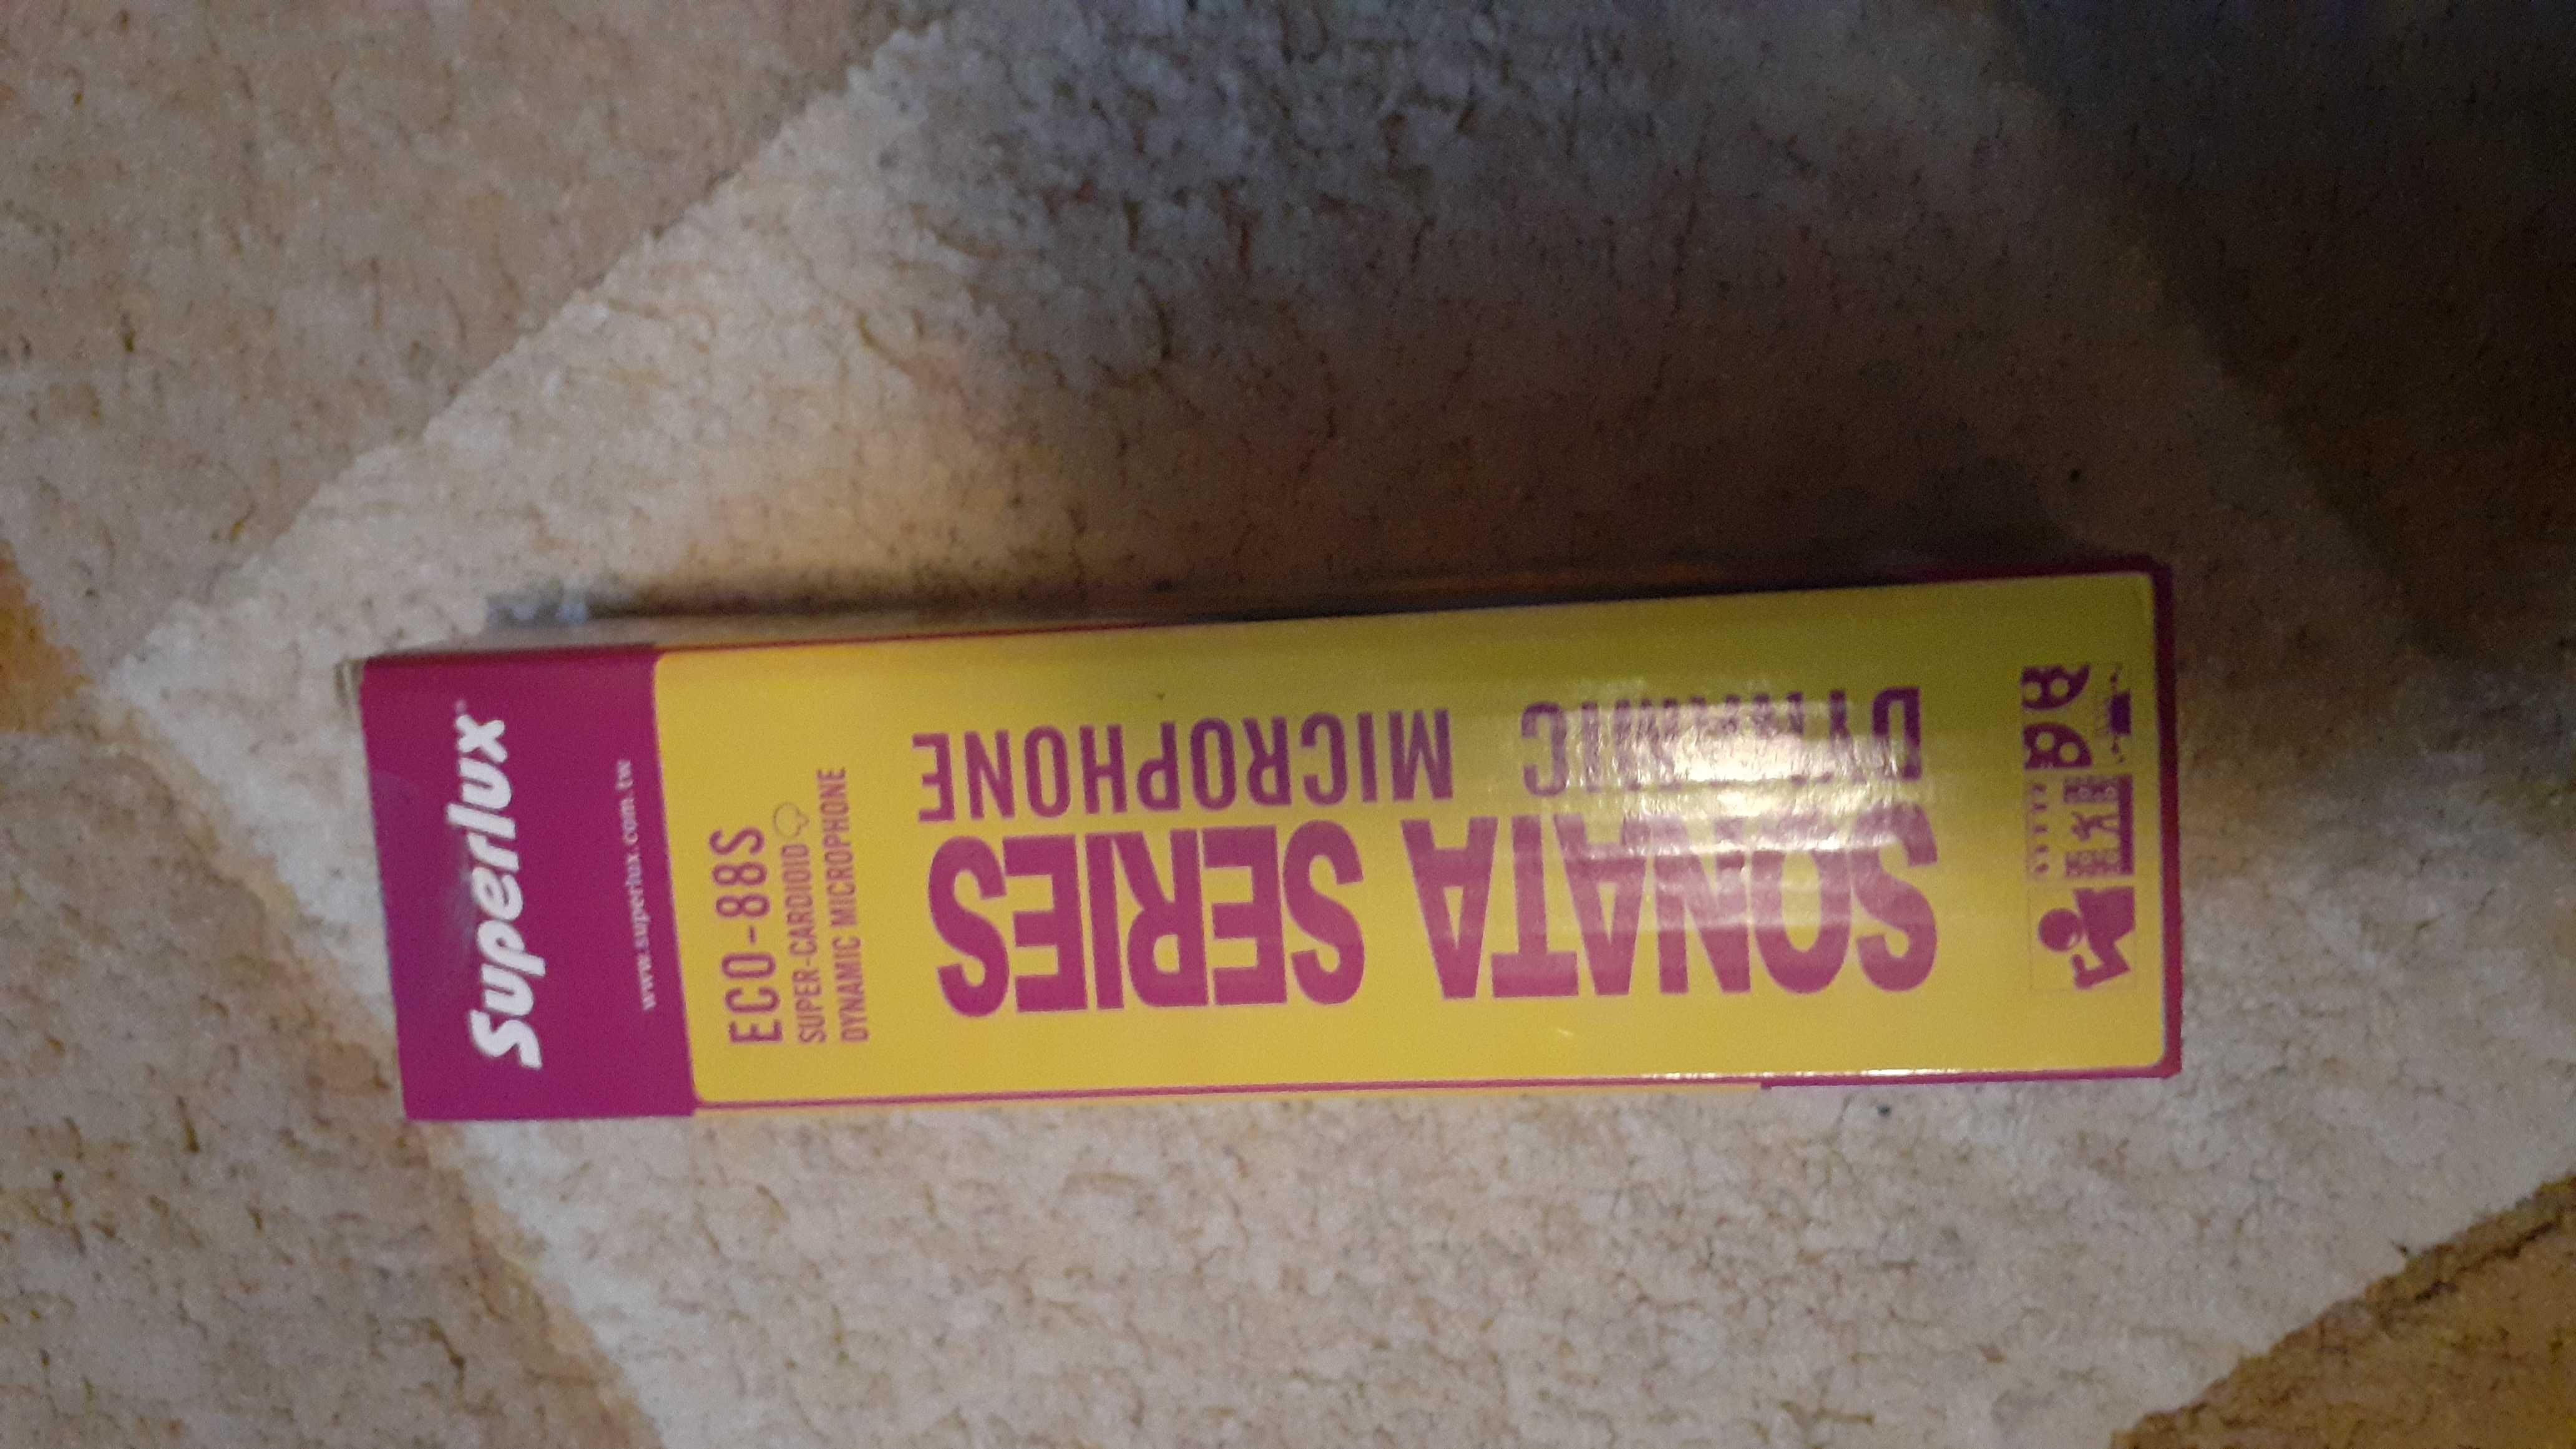 Superlux
www.superlux.com.tw
ECO-88S
SUPER-CARDIOID
DYNAMIC MICROPHONE
SONATA SERIES
DYNAMIC MICROPHONE